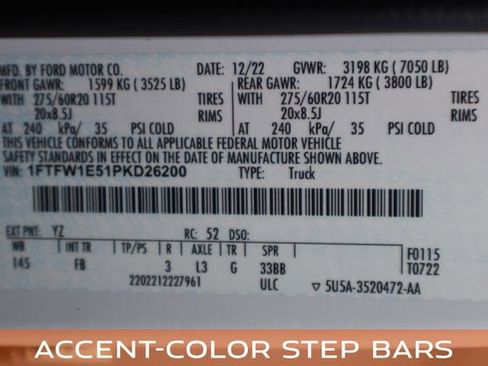 MFD. BY FORD MOTOR CO. DATE: 12/22 GVWR: 3198 KG ( 7050 LB)
FRONT GAWR: 1599 KG ( 3525 LB) REAR GAWR: 1724 KG ( 3800 LB)
WITH 275/60R20 115T TIRES WITH 275/60R20 115T TIRES
20x8.5J RIMS 20x8.5J RIMS
AT 240 kPa/ 35 PSI COLD AT 240 kPa/ 35 PSI COLD
THIS VEHICLE CONFORMS TO ALL APPLICABLE FEDERAL MOTOR VEHICLE
SAFETY STANDARDS IN EFFECT ON THE DATE OF MANUFACTURE SHOWN ABOVE.
VIN: 1FTFW1E51PKD26200 TYPE: Truck
EXT PNT: YZ RC: 52 DSO:
WB INT TR TP/PS R AXLE TR SPR F0115
145 FB 3 L3 G 33BB T0722
2202212227961 ULC ▽ 5U5A-3520472-AA
ACCENT-COLOR STEP BARS